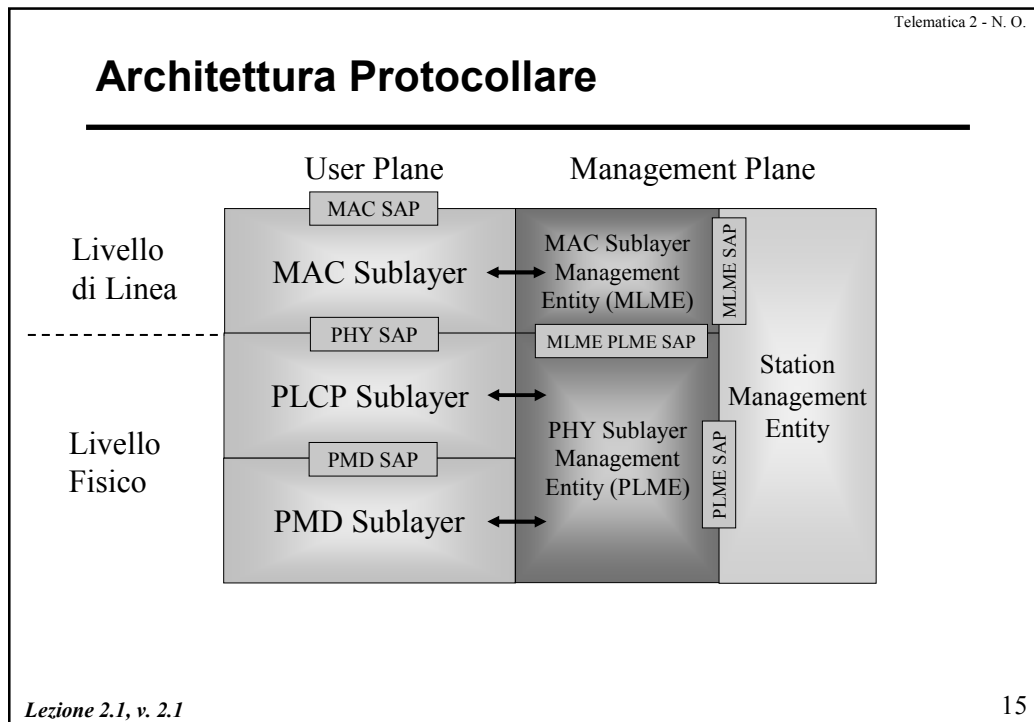 Telematica 2 - N. O.
Architettura Protocollare
User Plane
Management Plane
Livello
di Linea
MAC SAP
MAC Sublayer
MAC Sublayer
Management
Entity (MLME)
MLME SAP
PHY SAP
MLME PLME SAP
Livello
Fisico
PLCP Sublayer
PMD SAP
PMD Sublayer
PHY Sublayer
Management
Entity (PLME)
PLME SAP
Station
Management
Entity
Lezione 2.1, v. 2.1
15